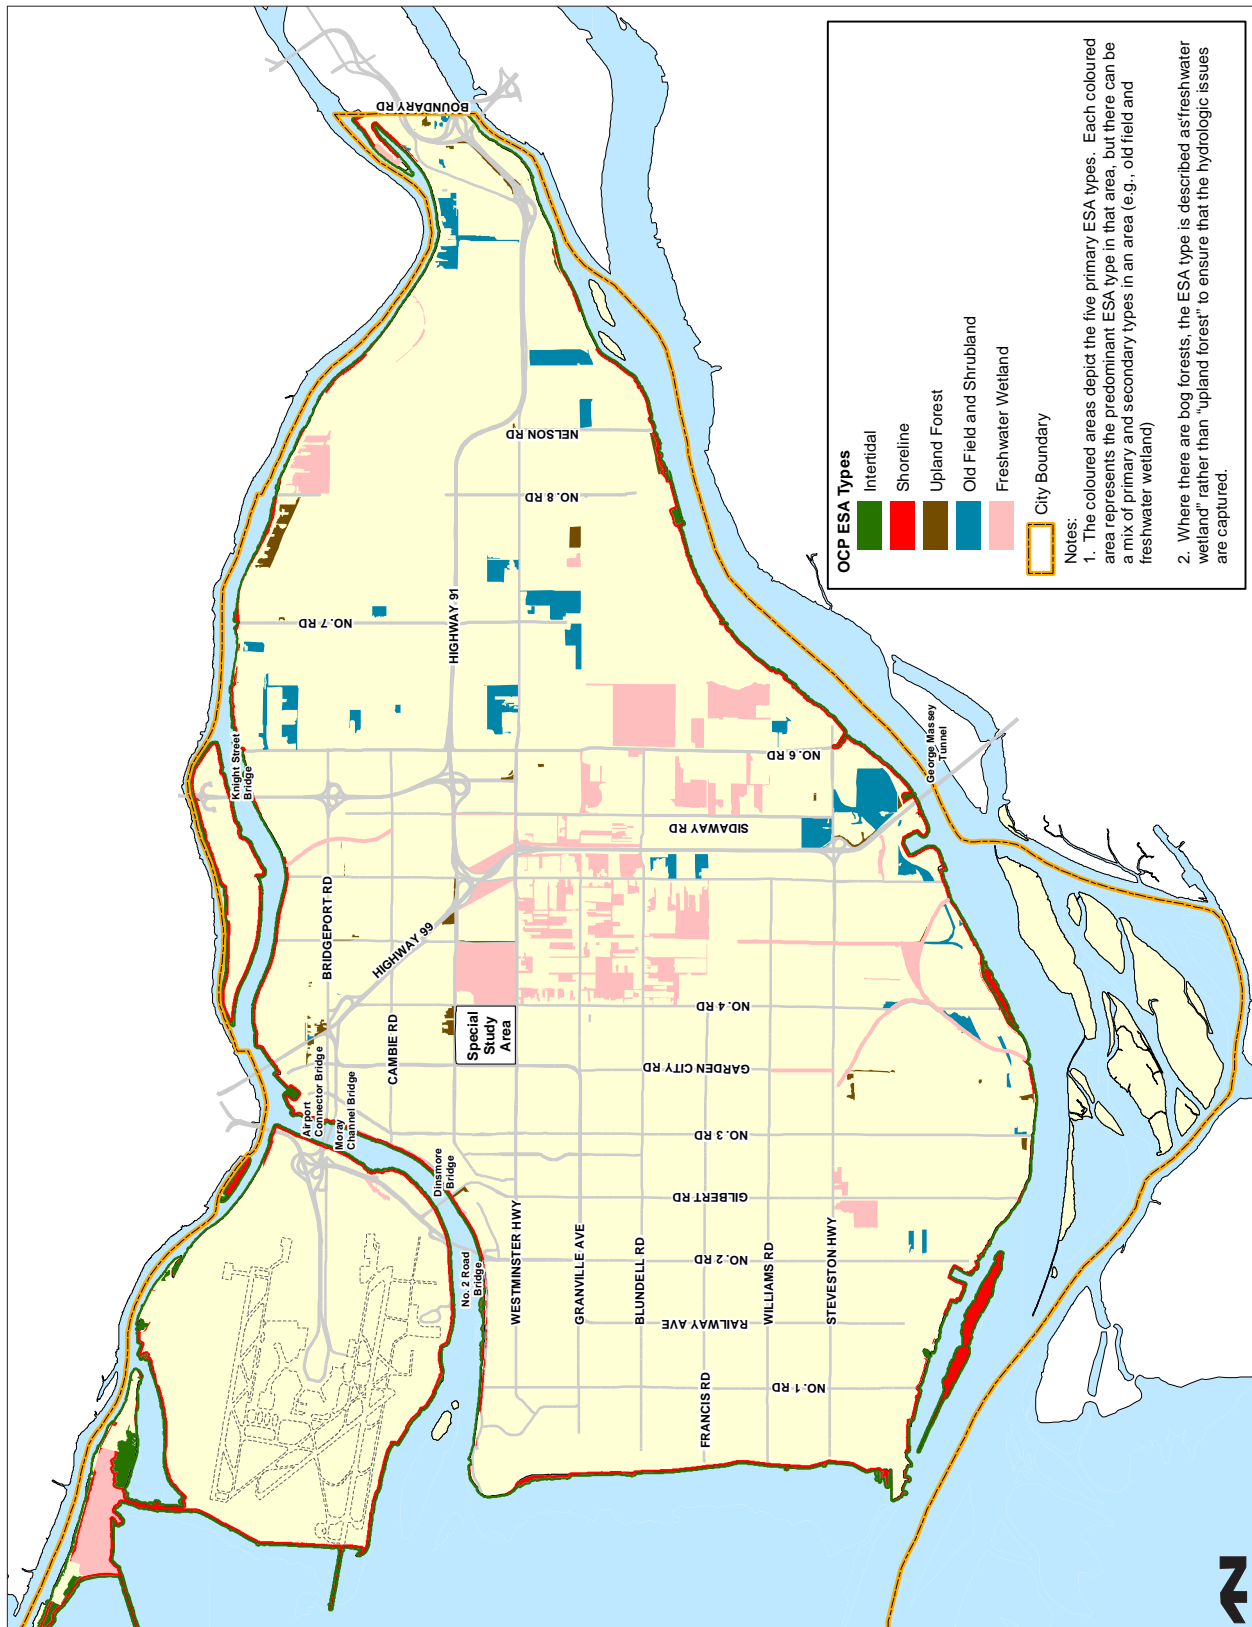 BOUNDARY RD
NELSON RD
NO. 8 RD
HIGHWAY 91
NO. 7 RD
Knight Street
Bridge
NO. 6 RD
George Massey
Tunnel
SIDAWAY RD
BRIDGEPORT RD
HIGHWAY 99
NO. 4 RD
Special
Study
Area
CAMBIE RD
GARDEN CITY RD
Airport
Connector Bridge
Moray
Channel Bridge
NO. 3 RD
Dinsmore
Bridge
GILBERT RD
No. 2 Road
Bridge
WESTMINSTER HWY
GRANVILLE AVE
BLUNDELL RD
NO. 2 RD
WILLIAMS RD
STEVESTON HWY
RAILWAY AVE
FRANCIS RD
NO. 1 RD
OCP ESA Types
Intertidal
Shoreline
Upland Forest
Old Field and Shrubland
Freshwater Wetland
City Boundary
Notes:
1. The coloured areas depict the five primary ESA types. Each coloured
area represents the predominant ESA type in that area, but there can be
a mix of primary and secondary types in an area (e.g., old field and
freshwater wetland)
2. Where there are bog forests, the ESA type is described as"freshwater
wetland" rather than "upland forest" to ensure that the hydrologic issues
are captured.
N